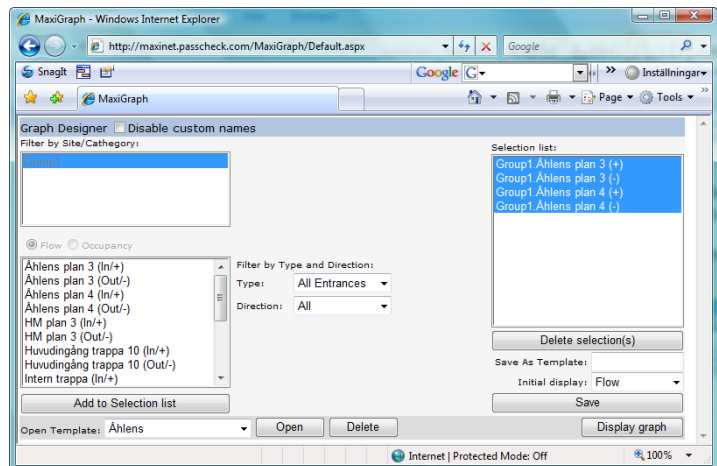 MaxiGraph - Windows Internet Explorer
http://maxinet.passcheck.com/MaxiGraph/Default.aspx
Google
SnagIt
Google
G
Inställningar
MaxiGraph
Page
Tools
Graph Designer
Disable custom names
Filter by Site/Cathegory:
Group1
Flow
Occupancy
Åhlens plan 3 (In/+)
Åhlens plan 3 (Out/-)
Åhlens plan 4 (In/+)
Åhlens plan 4 (Out/-)
HM plan 3 (In/+)
HM plan 3 (Out/-)
Huvudingång trappa 10 (In/+)
Huvudingång trappa 10 (Out/-)
Intern trappa (In/+)
Add to Selection list
Filter by Type and Direction:
Type: All Entrances
Direction: All
Selection list:
Group1.Åhlens plan 3 (+)
Group1.Åhlens plan 3 (-)
Group1.Åhlens plan 4 (+)
Group1.Åhlens plan 4 (-)
Delete selection(s)
Save As Template:
Initial display: Flow
Save
Open Template: Åhlens
Open
Delete
Display graph
Internet | Protected Mode: Off
100%